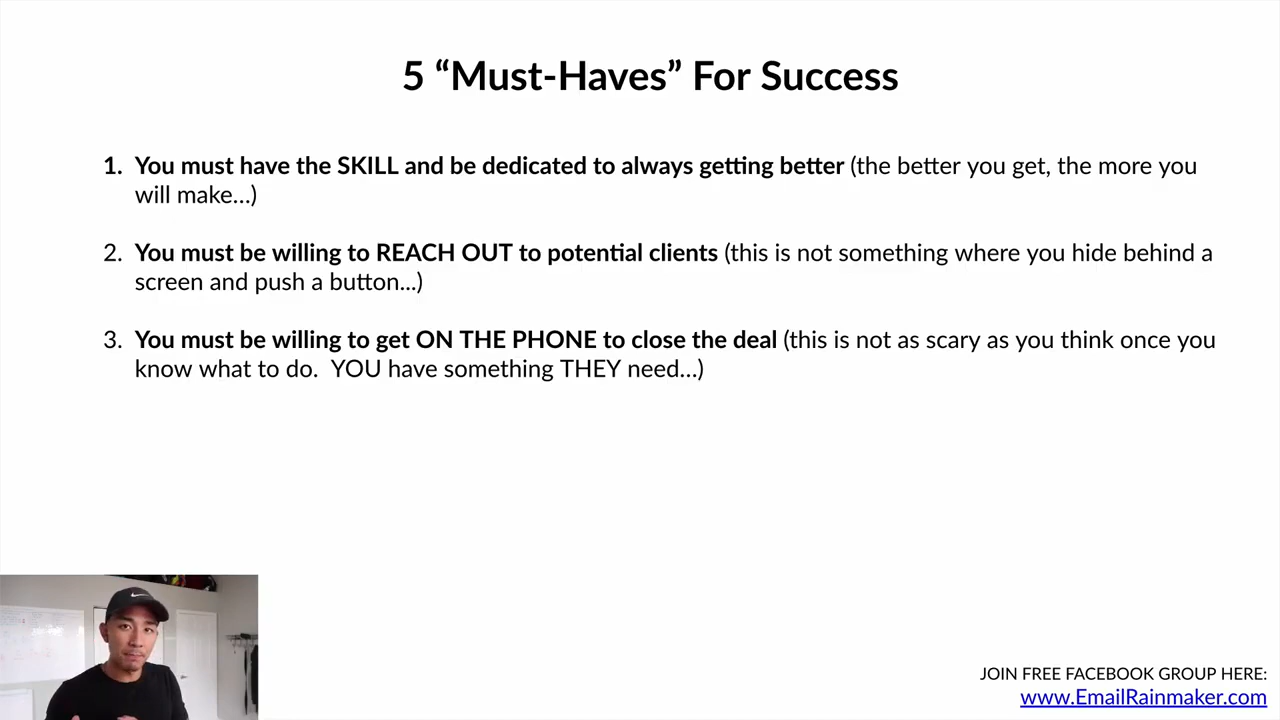 5 “Must-Haves” For Success
1. You must have the SKILL and be dedicated to always getting better (the better you get, the more you
will make...)
2. You must be willing to REACH OUT to potential clients (this is not something where you hide behind a
screen and push a button...)
3. You must be willing to get ON THE PHONE to close the deal (this is not as scary as you think once you
know what to do.  YOU have something THEY need...)
JOIN FREE FACEBOOK GROUP HERE:
www.EmailRainmaker.com